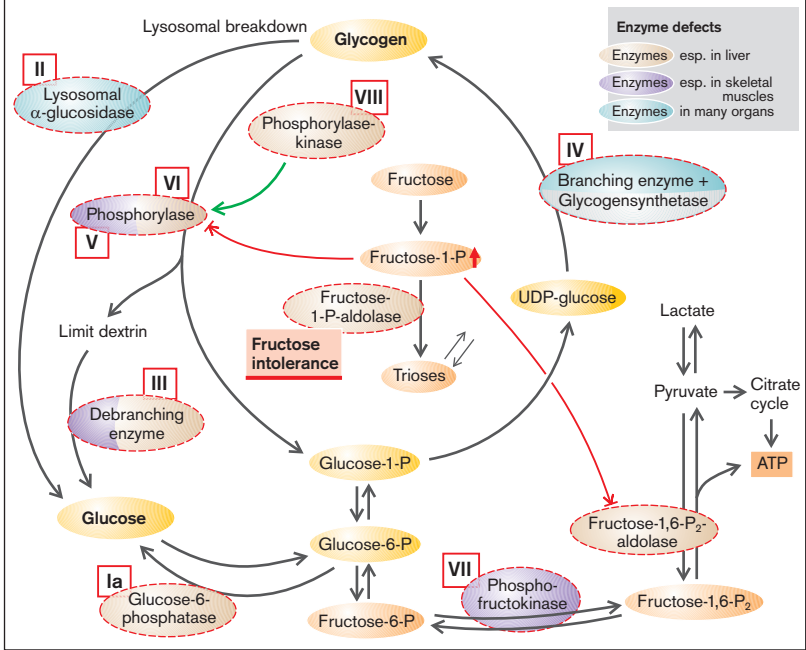 Lysosomal breakdown
Glycogen
Enzyme defects
Enzymes esp. in liver
Enzymes esp. in skeletal
muscles
Enzymes in many organs
II
Lysosomal
α-glucosidase
VIII
Phosphorylase-
kinase
IV
Branching enzyme +
Glycogensynthetase
VI
Phosphorylase
V
Fructose
Fructose-1-P
Fructose-
1-P-aldolase
Fructose
intolerance
Trioses
UDP-glucose
Limit dextrin
III
Debranching
enzyme
Lactate
Pyruvate
Citrate
cycle
ATP
Glucose-1-P
Glucose
Glucose-6-P
Fructose-1,6-P₂-
aldolase
Ia
Glucose-6-
phosphatase
Fructose-6-P
VII
Phospho-
fructokinase
Fructose-1,6-P₂